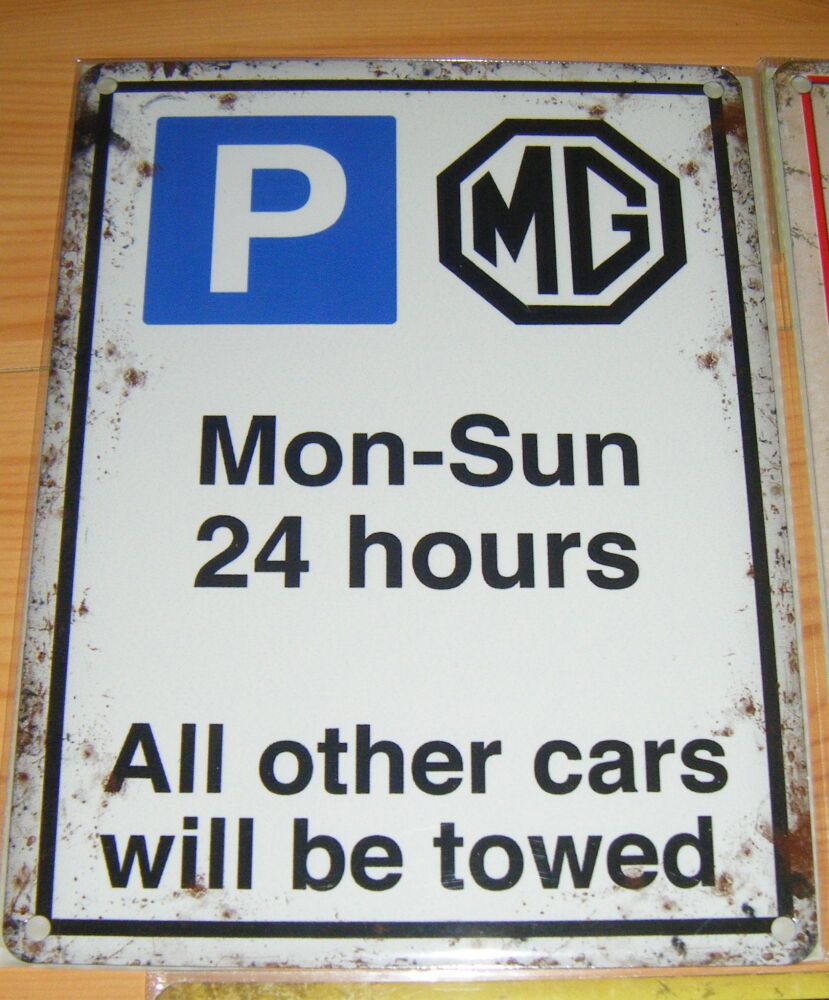 P MG
Mon-Sun
24 hours
All other cars
will be towed